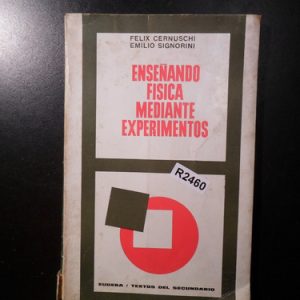 FELIX CERNUSCHI
EMILIO SIGNORINI
ENSEÑANDO
FISICA
MEDIANTE
EXPERIMENTOS
R2460
EUDEBA / TEXTOS DEL SECUNDARIO